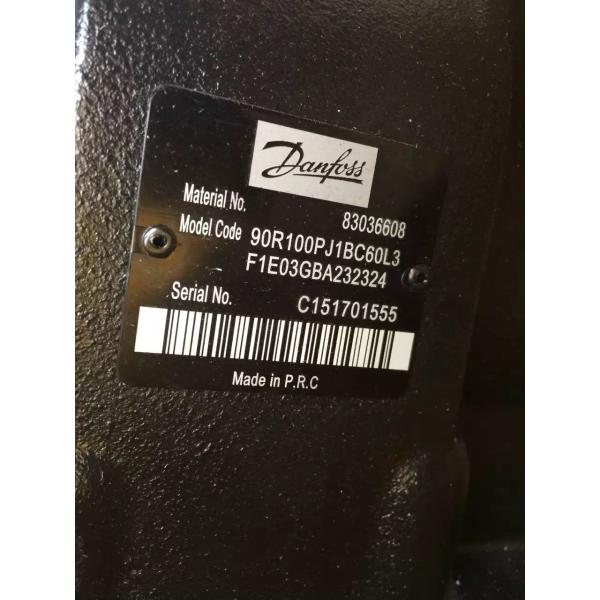 Danfoss
Material No. 83036608
Model Code 90R100PJ1BC60L3
F1E03GBA232324
Serial No. C151701555
Made in P.R.C